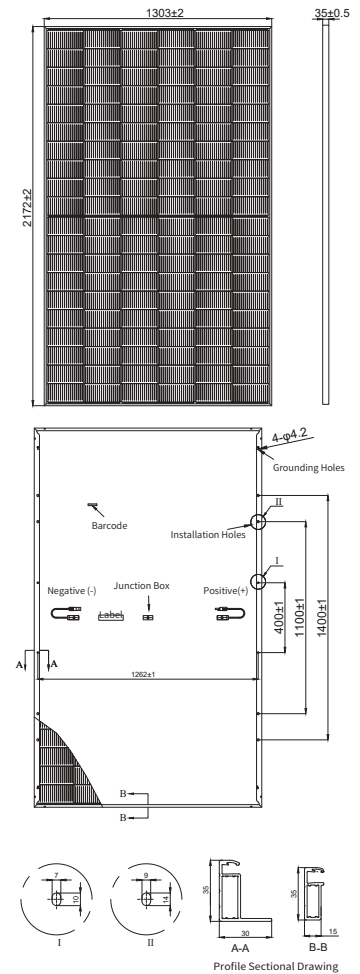 1303±2
35±0.5
2172±2
4-φ4.2
Grounding Holes
II
Barcode
Installation Holes
I
Negative (-)
Junction Box
Positive(+)
Label
400±1
1100±1
1400±1
A
A
1262±1
B
B
7
10
I
9
14
II
35
30
A-A
35
15
B-B
Profile Sectional Drawing